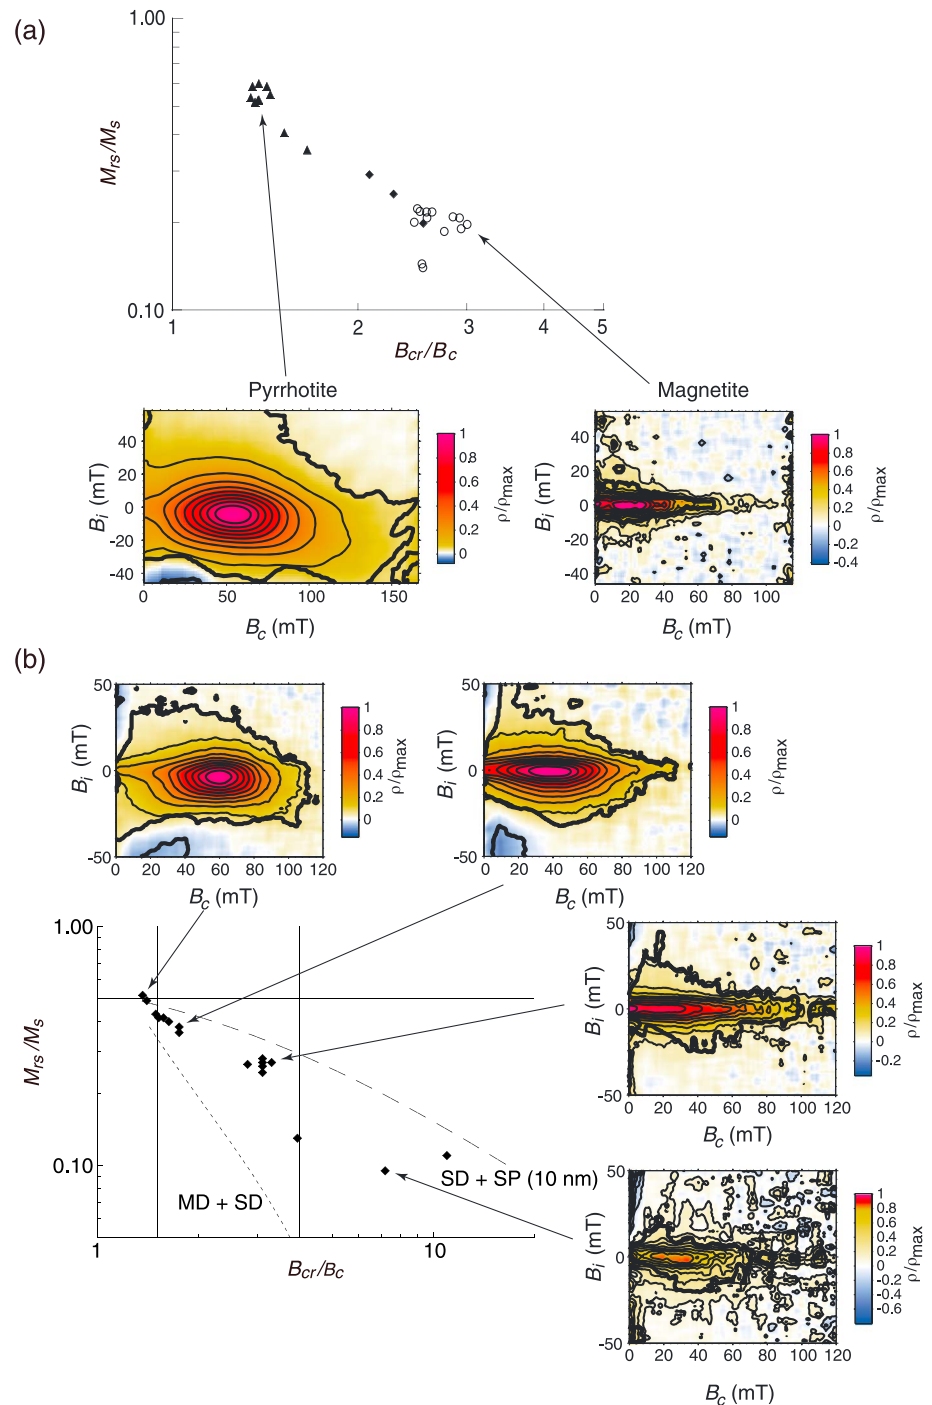 (a)
1.00
Mrs/Ms
0.10
1 2 3 4 5
Bcr/Bc
Pyrrhotite
Magnetite
40
20
0
-20
-40
Bi (mT)
0 50 100 150
Bc (mT)
1
0.8
0.6
0.4
0.2
0
ρ/ρmax
40
20
0
-20
-40
Bi (mT)
0 20 40 60 80 100
Bc (mT)
1
0.8
0.6
0.4
0.2
0
-0.2
-0.4
ρ/ρmax
(b)
50
0
-50
Bi (mT)
0 20 40 60 80 100 120
Bc (mT)
1
0.8
0.6
0.4
0.2
0
ρ/ρmax
50
0
-50
Bi (mT)
0 20 40 60 80 100 120
Bc (mT)
1
0.8
0.6
0.4
0.2
0
ρ/ρmax
1.00
Mrs/Ms
0.10
1 10
Bcr/Bc
MD + SD
SD + SP (10 nm)
50
0
-50
Bi (mT)
0 20 40 60 80 100 120
Bc (mT)
1
0.8
0.6
0.4
0.2
0
-0.2
ρ/ρmax
50
0
-50
Bi (mT)
0 20 40 60 80 100 120
Bc (mT)
1
0.8
0.6
0.4
0.2
0
-0.2
-0.4
-0.6
ρ/ρmax